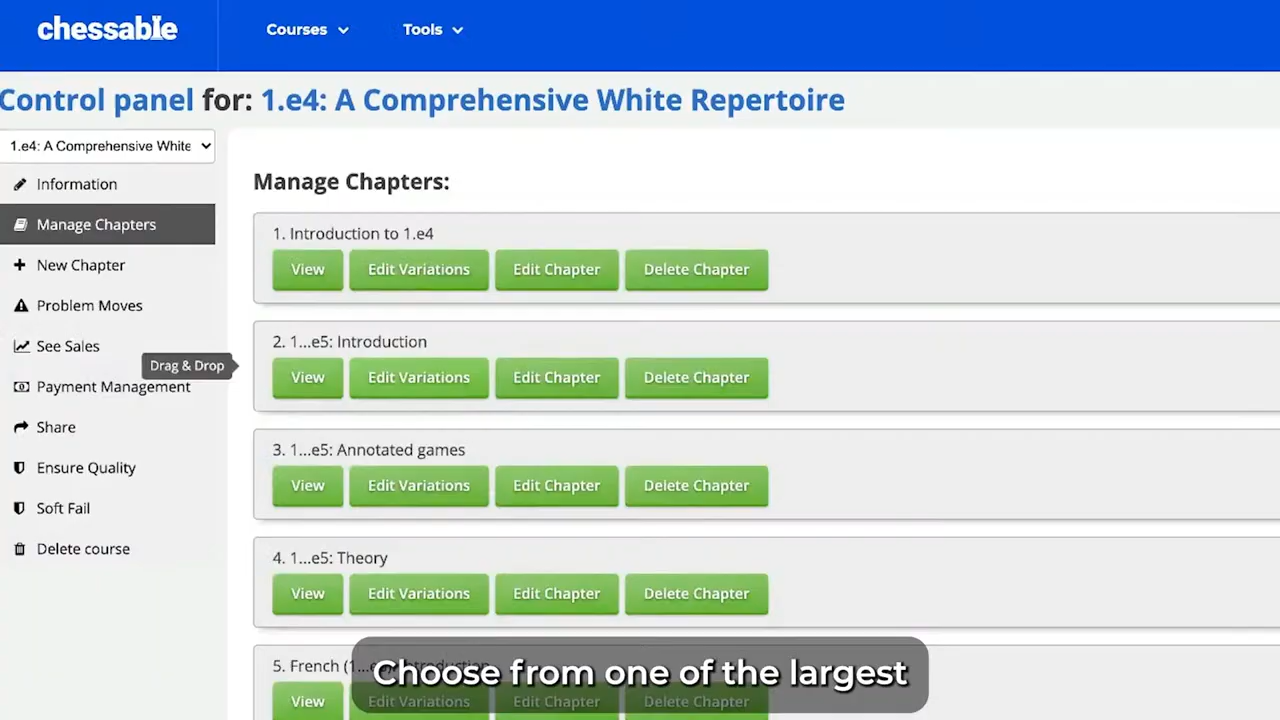 chessable
Courses
Tools
Control panel for: 1.e4: A Comprehensive White Repertoire
1.e4: A Comprehensive White
Information
Manage Chapters
New Chapter
Problem Moves
See Sales
Drag & Drop
Payment Management
Share
Ensure Quality
Soft Fail
Delete course
Manage Chapters:
1. Introduction to 1.e4
View Edit Variations Edit Chapter Delete Chapter
2. 1...e5: Introduction
View Edit Variations Edit Chapter Delete Chapter
3. 1...e5: Annotated games
View Edit Variations Edit Chapter Delete Chapter
4. 1...e5: Theory
View Edit Variations Edit Chapter Delete Chapter
5. French (1...e6): Introduction
View Edit Variations Edit Chapter Delete Chapter
Choose from one of the largest